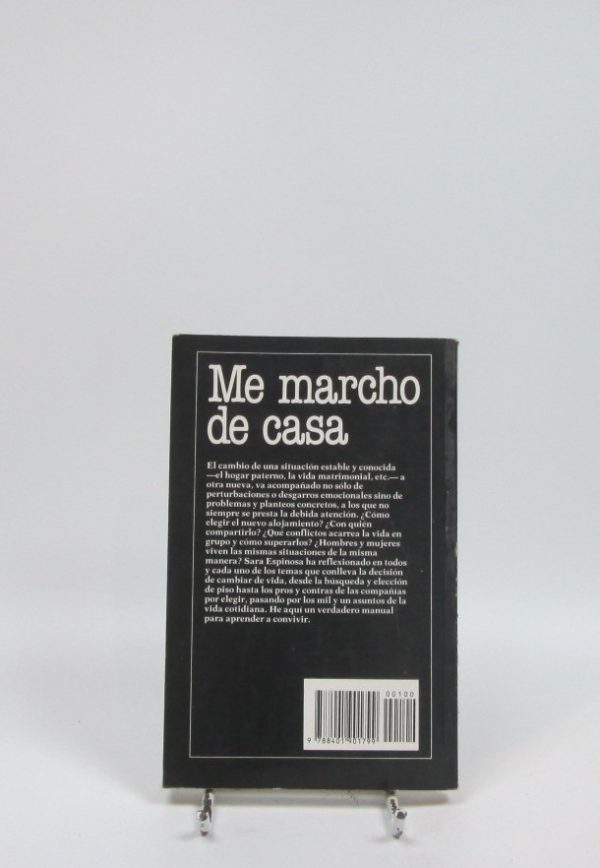 Me marcho
de casa
El cambio de una situación estable y conocida
—el hogar paterno, la vida matrimonial, etc.— a
otra nueva, va acompañado no sólo de
perturbaciones o desgarros emocionales sino de
problemas y planteos concretos, a los que no
siempre se presta la debida atención. ¿Cómo
elegir el nuevo alojamiento? ¿Con quién
compartirlo? ¿Qué conflictos acarrea la vida en
grupo y cómo superarlos? ¿Hombres y mujeres
viven las mismas situaciones de la misma
manera? Sara Espinosa ha reflexionado en todos
y cada uno de los temas que conlleva la decisión
de cambiar de vida, desde la búsqueda y elección
de piso hasta los pros y contras de las compañías
por elegir, pasando por los mil y un asuntos de la
vida cotidiana. He aquí un verdadero manual
para aprender a convivir.
00100
9 788401 901799